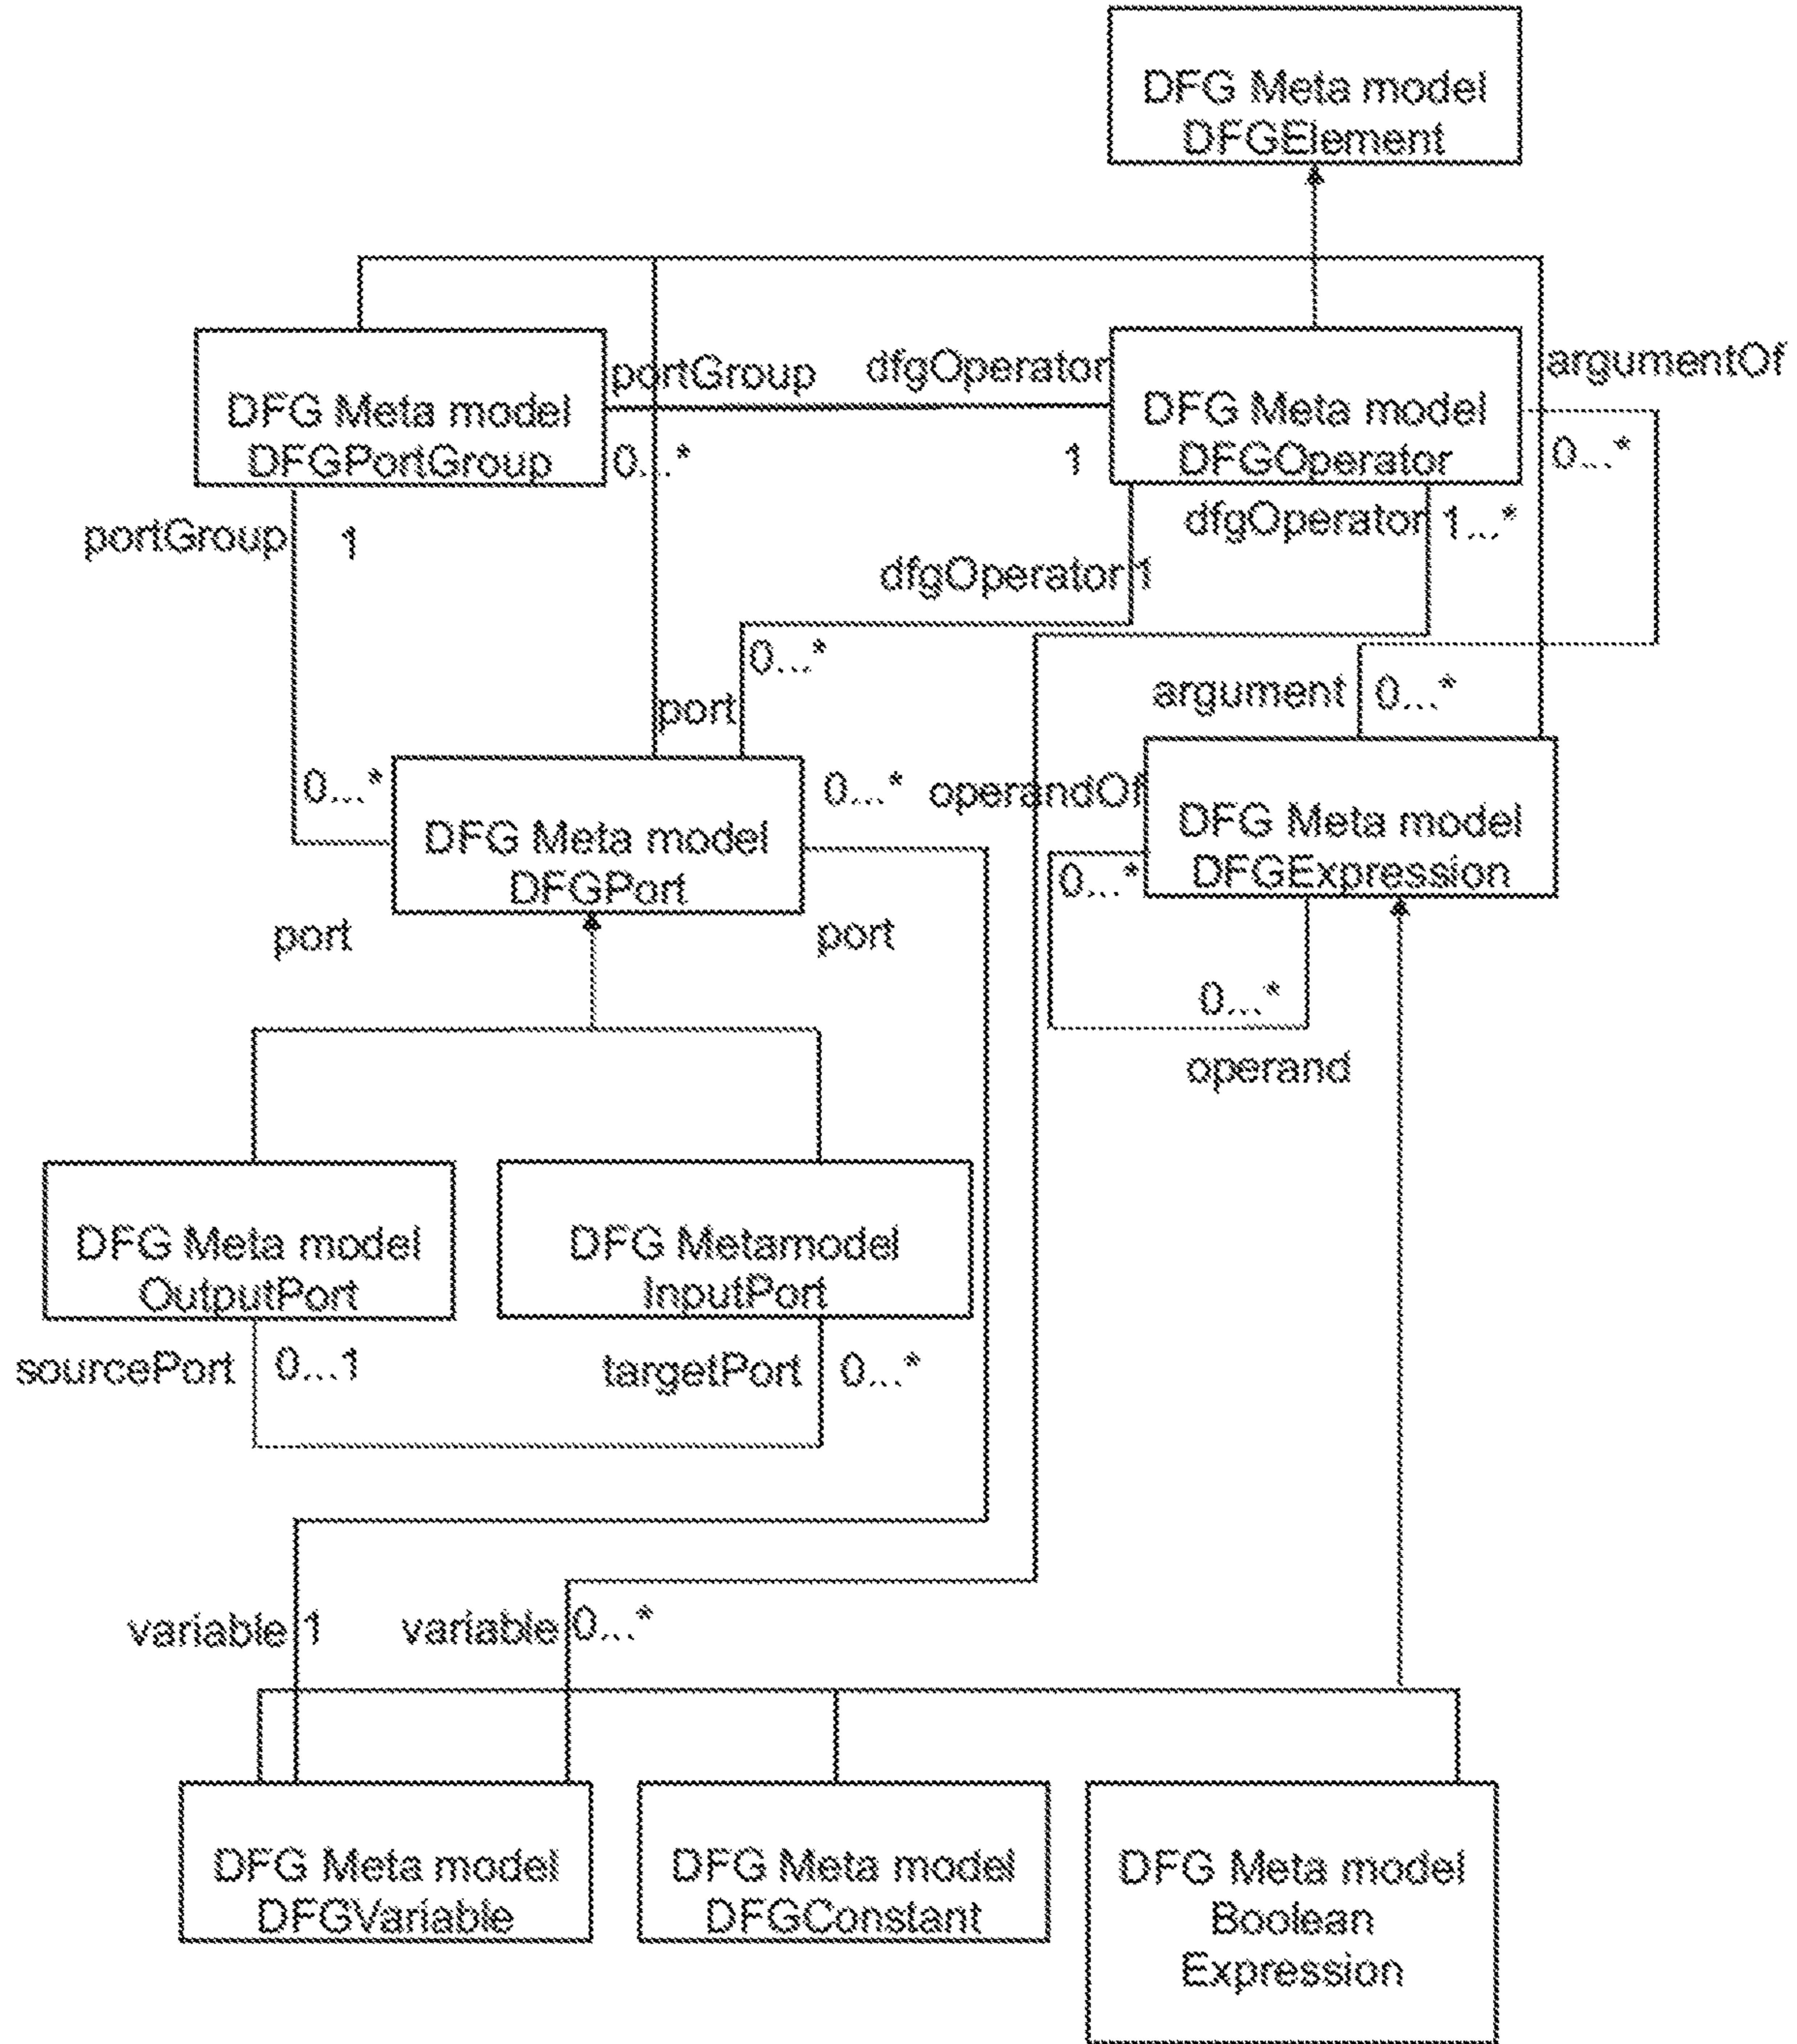 DFG Meta model
DFGElement
portGroup
dfgOperator
argumentOf
DFG Meta model
DFGPortGroup
0...*
1
DFG Meta model
DFGOperator
0...*
portGroup
1
dfgOperator
1...*
dfgOperator
1
0...*
port
argument
0...*
0...*
0...*
operandOf
DFG Meta model
DFGPort
DFG Meta model
DFGExpression
0...*
port
port
0...*
operand
DFG Meta model
OutputPort
DFG Metamodel
InputPort
sourcePort
0...1
targetPort
0...*
variable
1
variable
0...*
DFG Meta model
DFGVariable
DFG Meta model
DFGConstant
DFG Meta model
Boolean
Expression